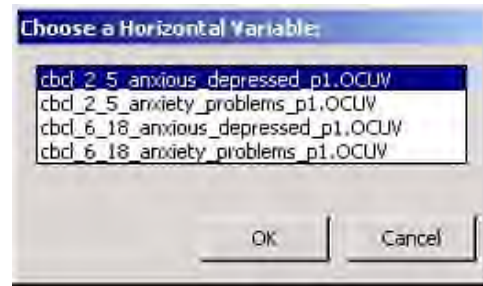 Choose a Horizontal Variable:
cbcl_2_5_anxious_depressed_p1.OCUV
cbcl_2_5_anxiety_problems_p1.OCUV
cbcl_6_18_anxious_depressed_p1.OCUV
cbcl_6_18_anxiety_problems_p1.OCUV
OK Cancel